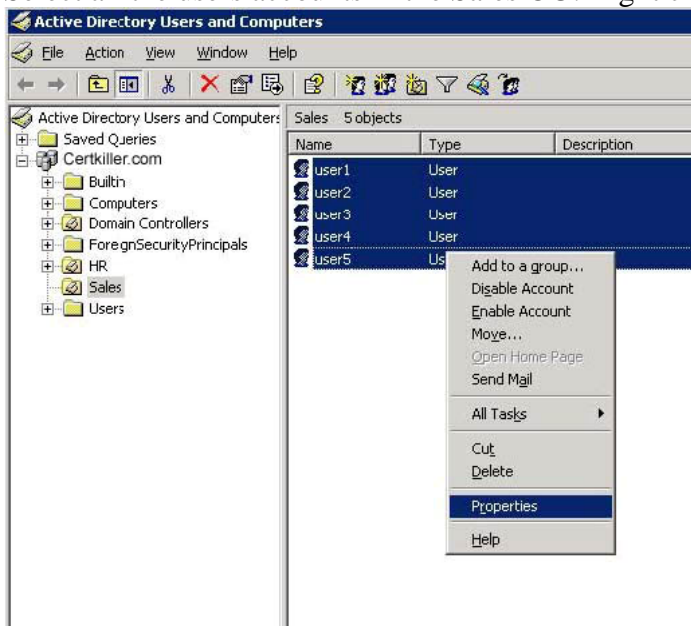 Active Directory Users and Computers
File Action View Window Help
Active Directory Users and Computers
Saved Queries
Certkiller.com
Builtin
Computers
Domain Controllers
ForegnSecurityPrincipals
HR
Sales
Users
Sales 5 objects
Name Type Description
user1 User
user2 User
user3 User
user4 User
user5 Us
Add to a group...
Disable Account
Enable Account
Move...
Open Home Page
Send Mail
All Tasks
Cut
Delete
Properties
Help